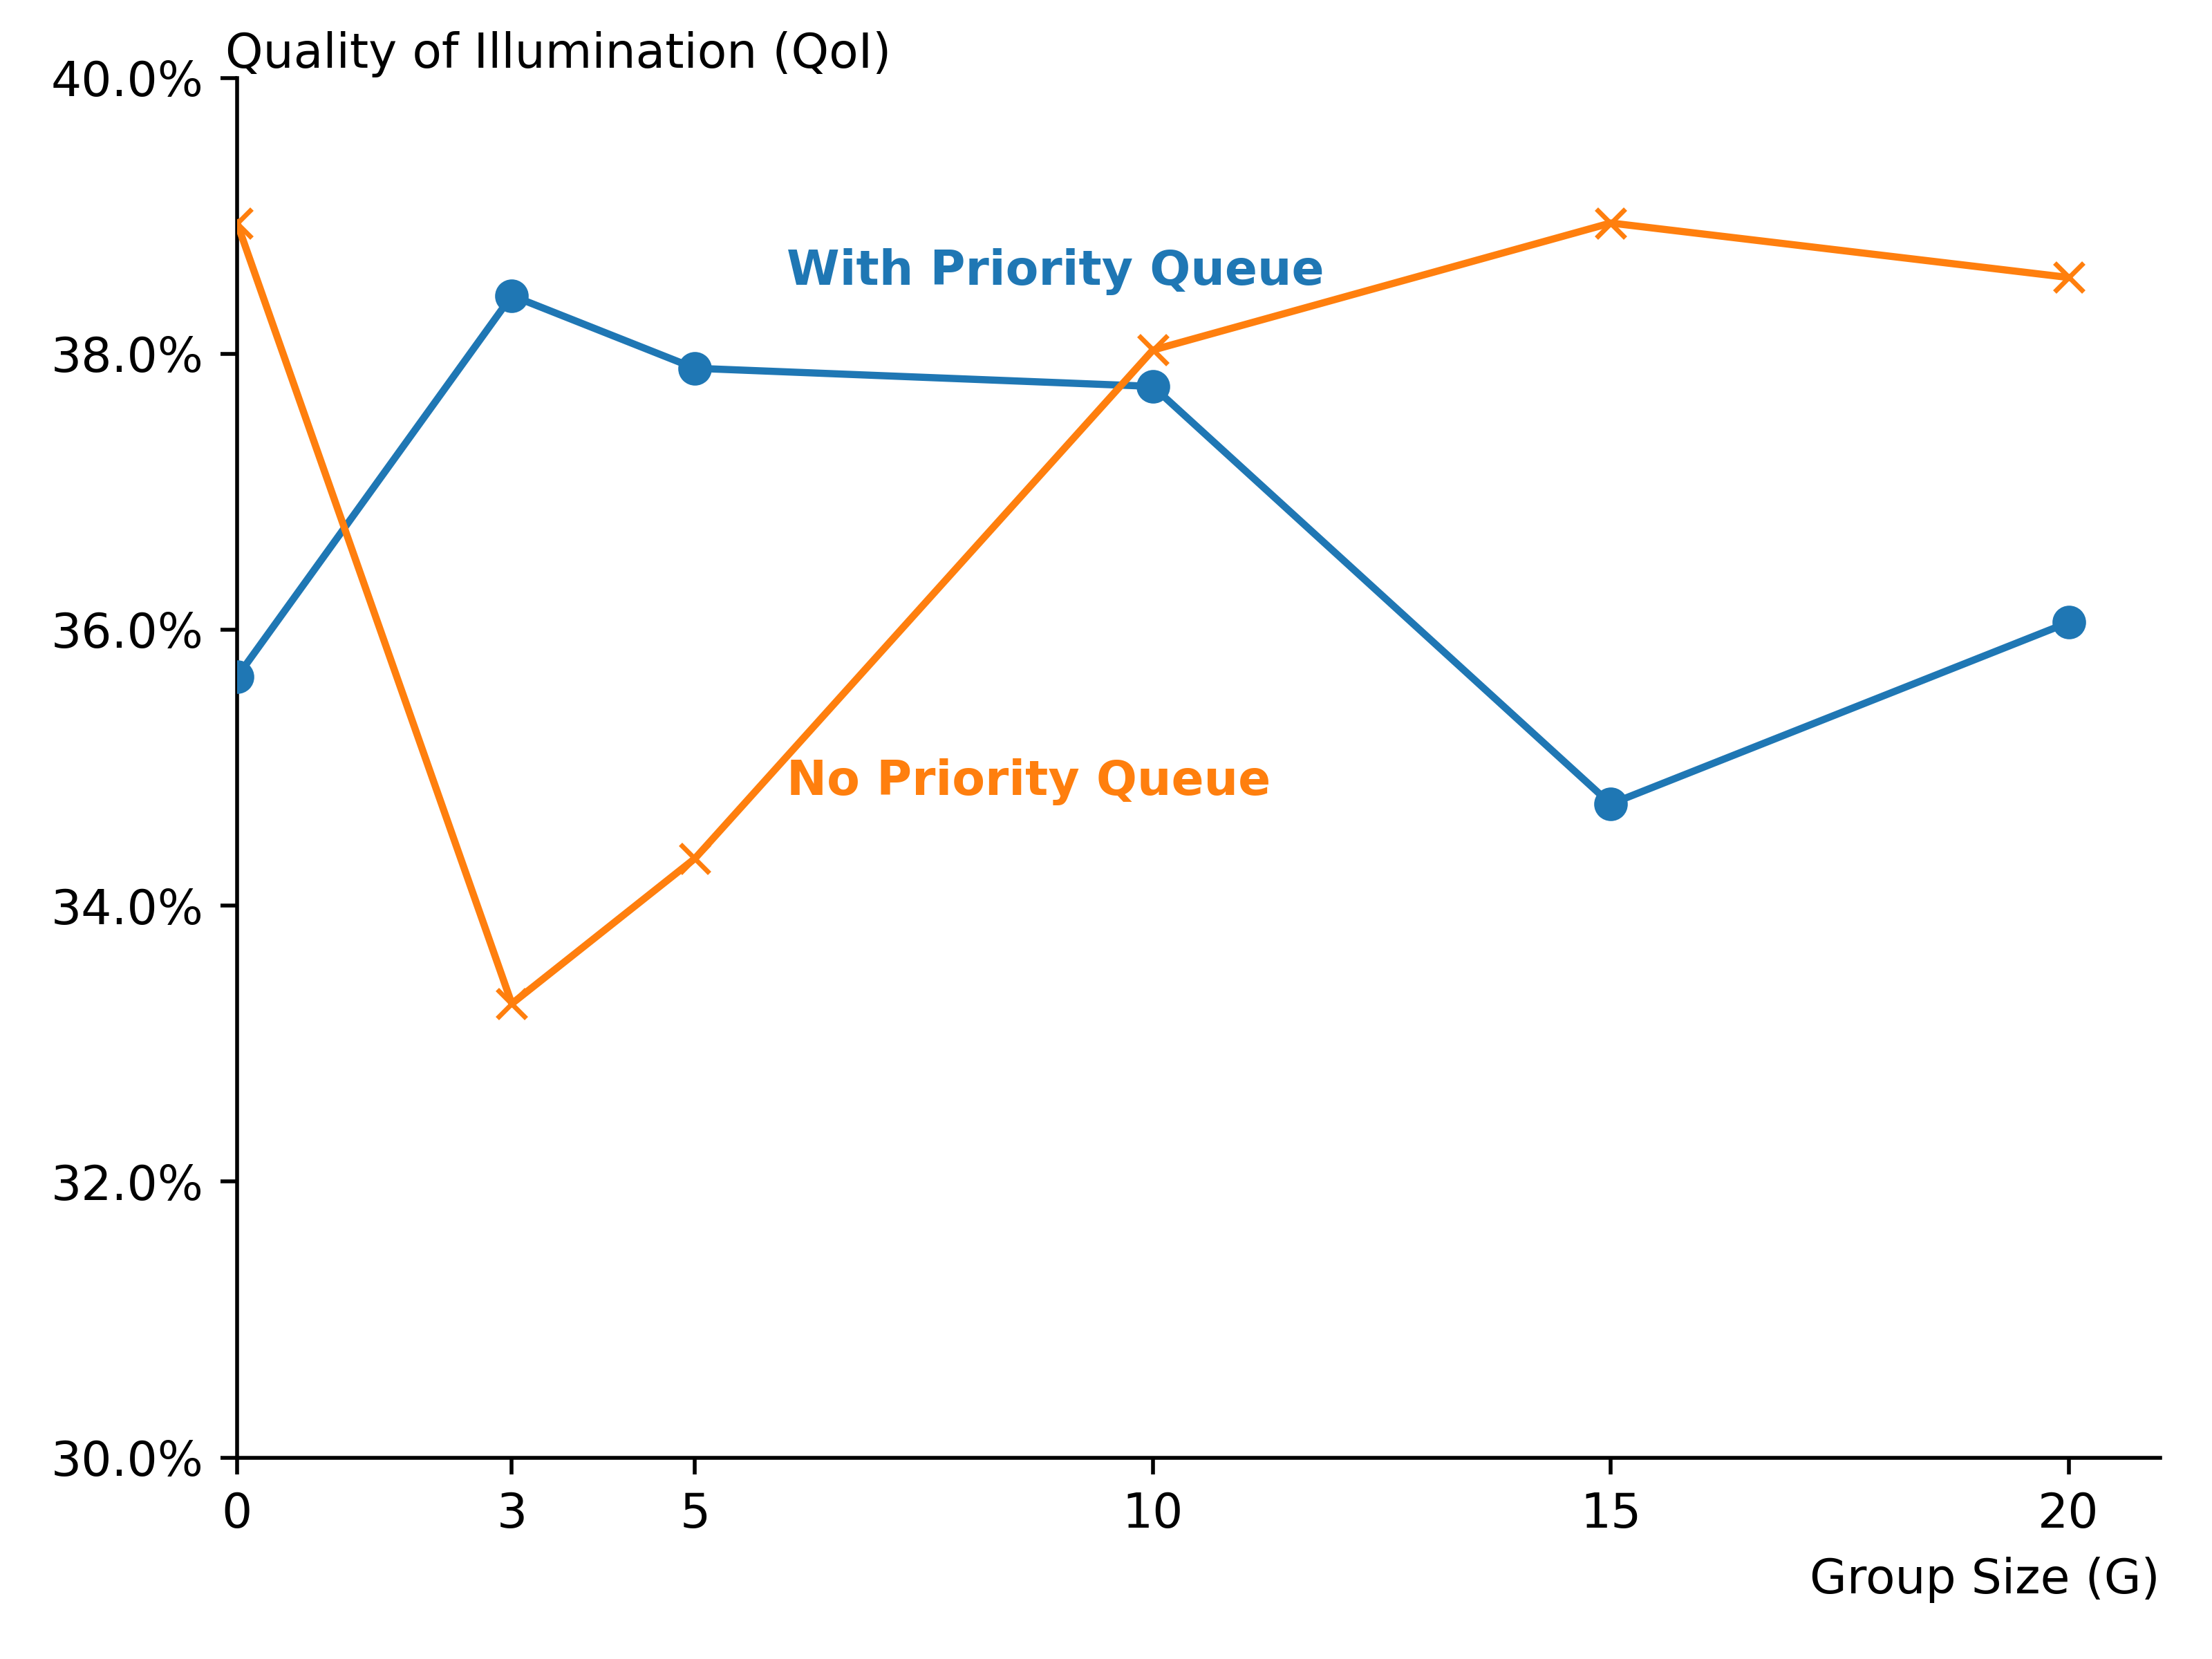 Quality of Illumination (QoI)
40.0%
38.0%
36.0%
34.0%
32.0%
30.0%
With Priority Queue
No Priority Queue
0 3 5 10 15 20
Group Size (G)